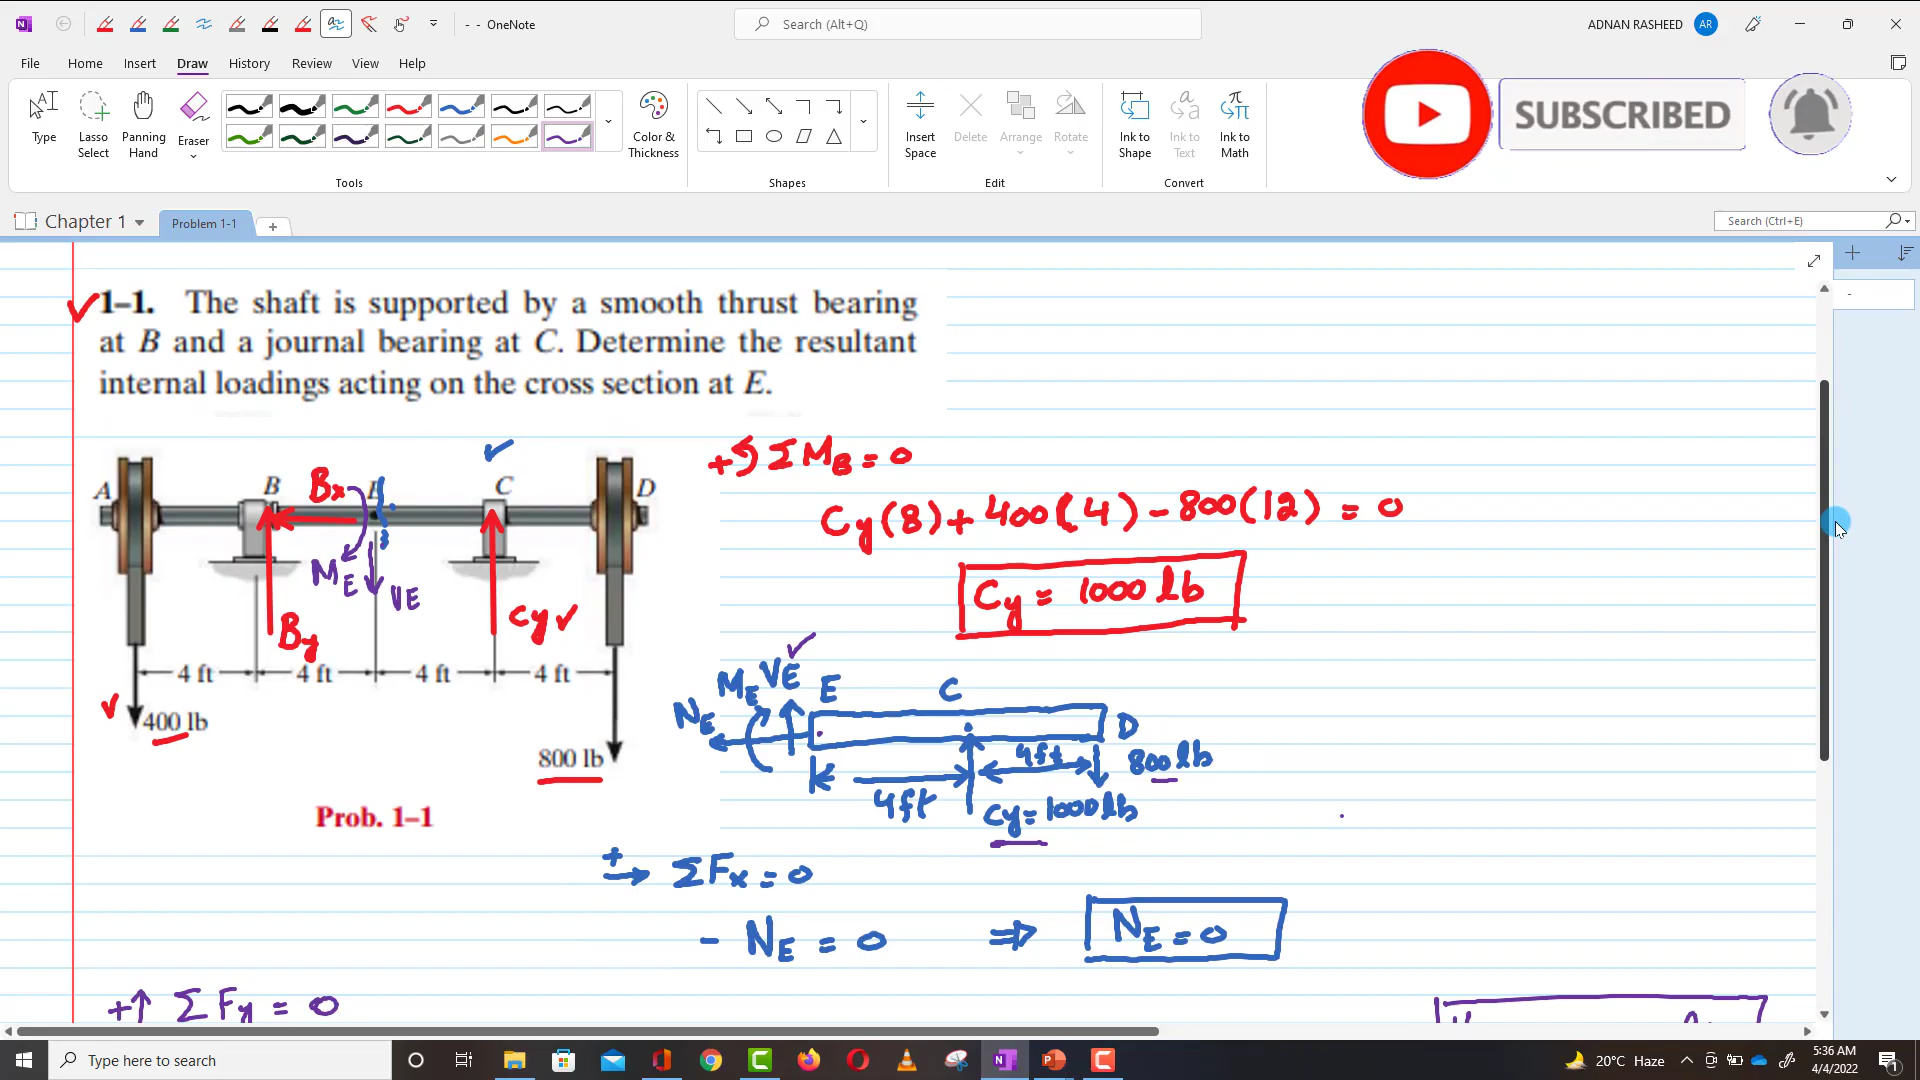 - - OneNote
Search (Alt+Q)
ADNAN RASHEED
AR
File
Home
Insert
Draw
History
Review
View
Help
Type
Lasso Select
Panning Hand
Eraser
Color & Thickness
Insert Space
Delete
Arrange
Rotate
Ink to Shape
Ink to Text
Ink to Math
SUBSCRIBED
Tools
Shapes
Edit
Convert
Chapter 1
Problem 1-1
Search (Ctrl+E)
1–1. The shaft is supported by a smooth thrust bearing
at B and a journal bearing at C. Determine the resultant
internal loadings acting on the cross section at E.
A
B
Bx
C
D
ME
VE
By
Cy
4 ft
4 ft
4 ft
4 ft
400 lb
800 lb
Prob. 1–1
+ ΣMB = 0
Cy(8) + 400(4) - 800(12) = 0
Cy = 1000 lb
NE
ME
VE
E
C
D
4ft
800 lb
4ft
Cy = 1000 lb
+→ ΣFx = 0
- NE = 0 ⇒ NE = 0
+↑ ΣFy = 0
Type here to search
20°C Haze
5:36 AM
4/4/2022
1